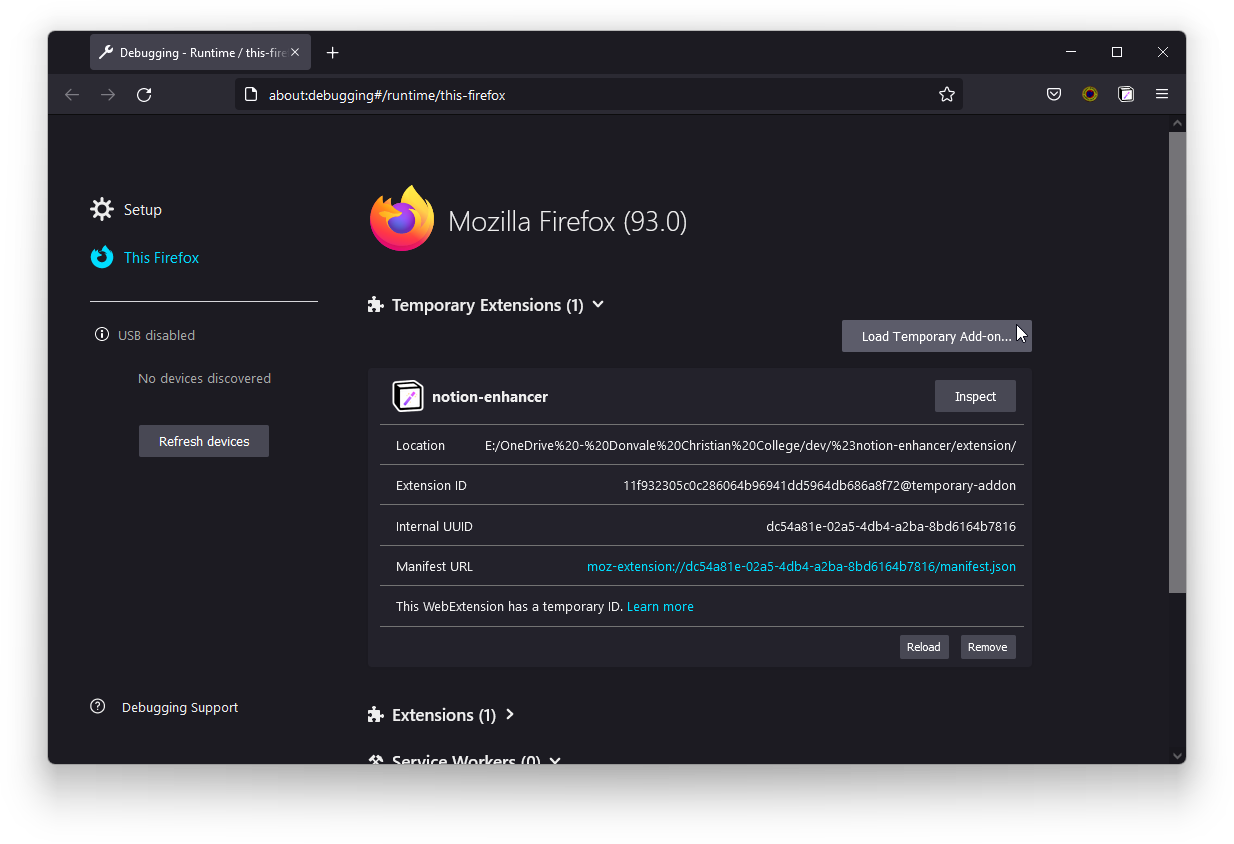 Debugging - Runtime / this-fire
about:debugging#/runtime/this-firefox
Setup
This Firefox
USB disabled
No devices discovered
Refresh devices
Debugging Support
Mozilla Firefox (93.0)
Temporary Extensions (1)
Load Temporary Add-on...
notion-enhancer
Inspect
Location E:/OneDrive%20-%20Donvale%20Christian%20College/dev/%23notion-enhancer/extension/
Extension ID 11f932305c0c286064b96941dd5964db686a8f72@temporary-addon
Internal UUID dc54a81e-02a5-4db4-a2ba-8bd6164b7816
Manifest URL moz-extension://dc54a81e-02a5-4db4-a2ba-8bd6164b7816/manifest.json
This WebExtension has a temporary ID. Learn more
Reload Remove
Extensions (1)
Service Workers (0)